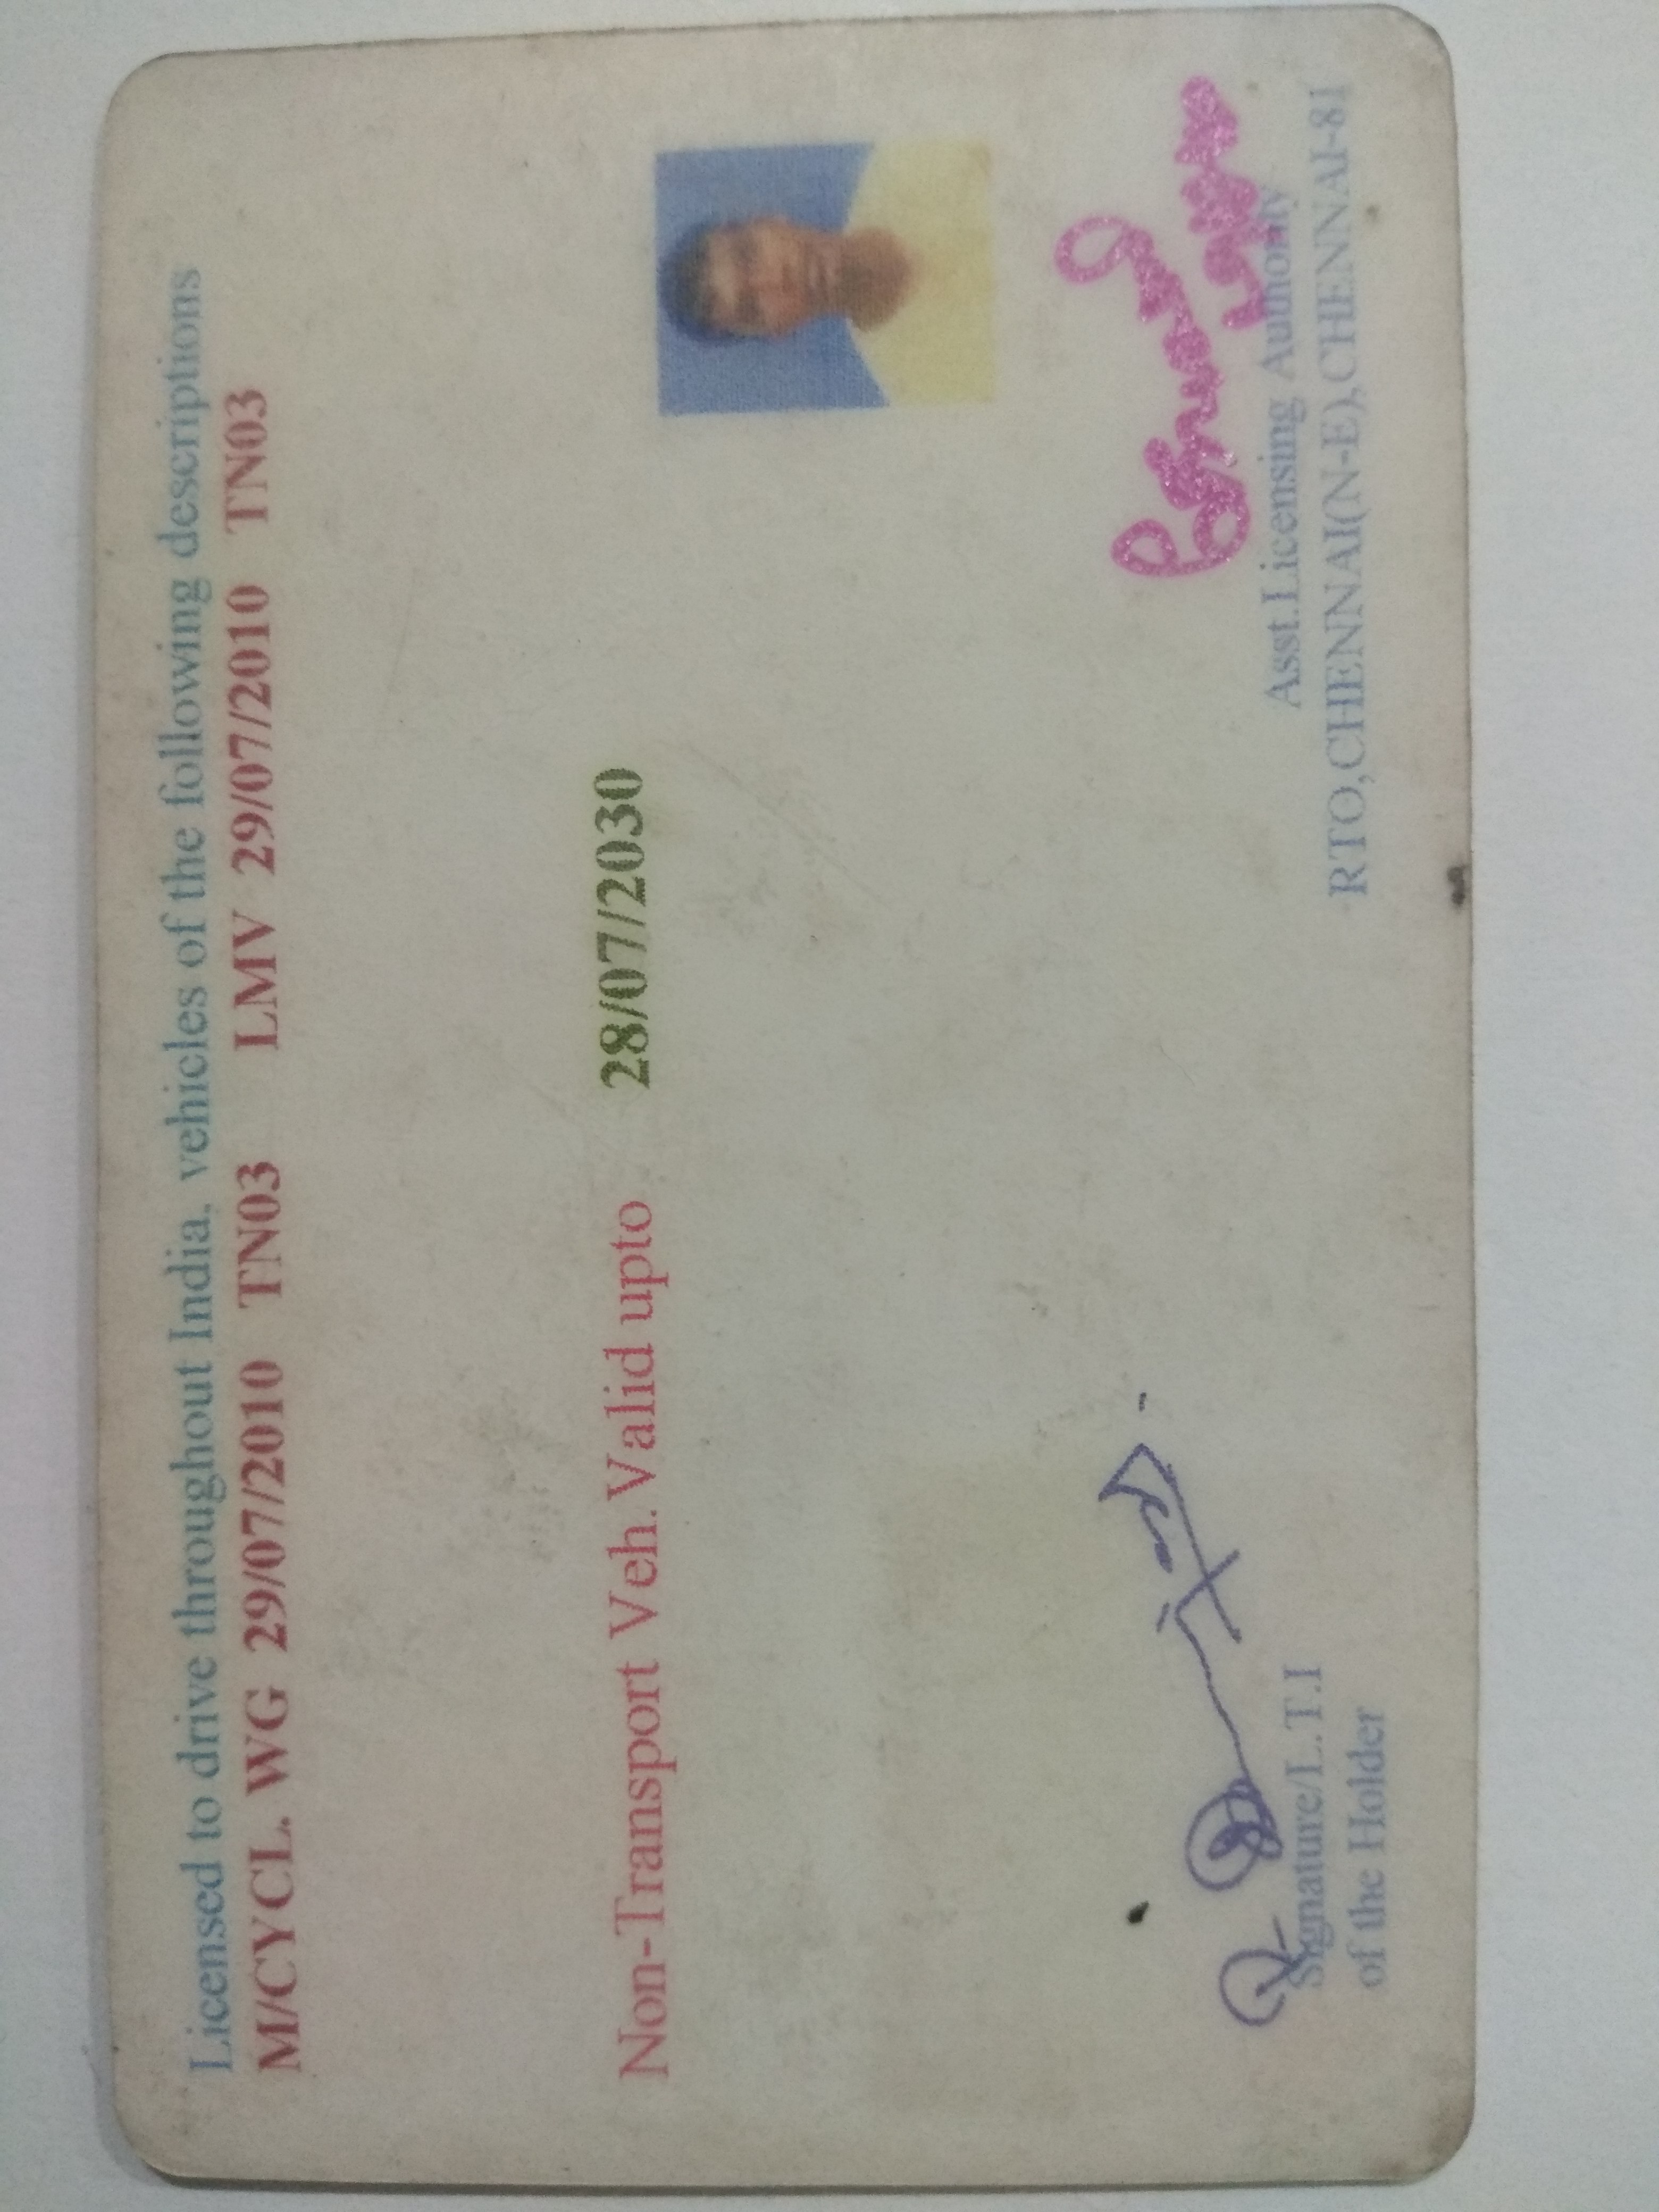 Licensed to drive throughout India, vehicles of the following descriptions
M/CYCL. WG 29/07/2010 TN03 LMV 29/07/2010 TN03
Non-Transport Veh. Valid upto 28/07/2030
Signature/L.T.I
of the Holder
Asst.Licensing Authority
RTO,CHENNAI(N-E),CHENNAI-81